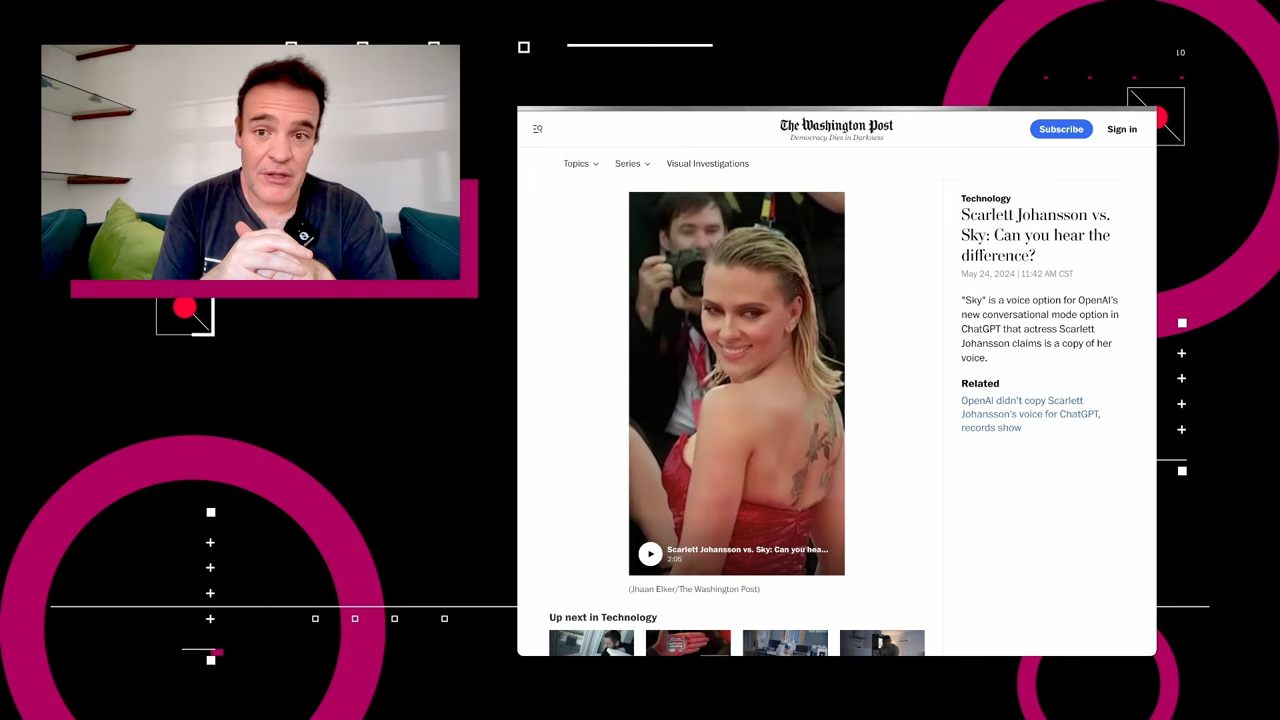 10
The Washington Post
Democracy Dies in Darkness
Subscribe
Sign in
Topics
Series
Visual Investigations
Scarlett Johansson vs. Sky: Can you hea...
2:05
(Jhaan Elker/The Washington Post)
Technology
Scarlett Johansson vs.
Sky: Can you hear the
difference?
May 24, 2024 | 11:42 AM CST
"Sky" is a voice option for OpenAI's
new conversational mode option in
ChatGPT that actress Scarlett
Johansson claims is a copy of her
voice.
Related
OpenAI didn't copy Scarlett
Johansson's voice for ChatGPT,
records show
Up next in Technology